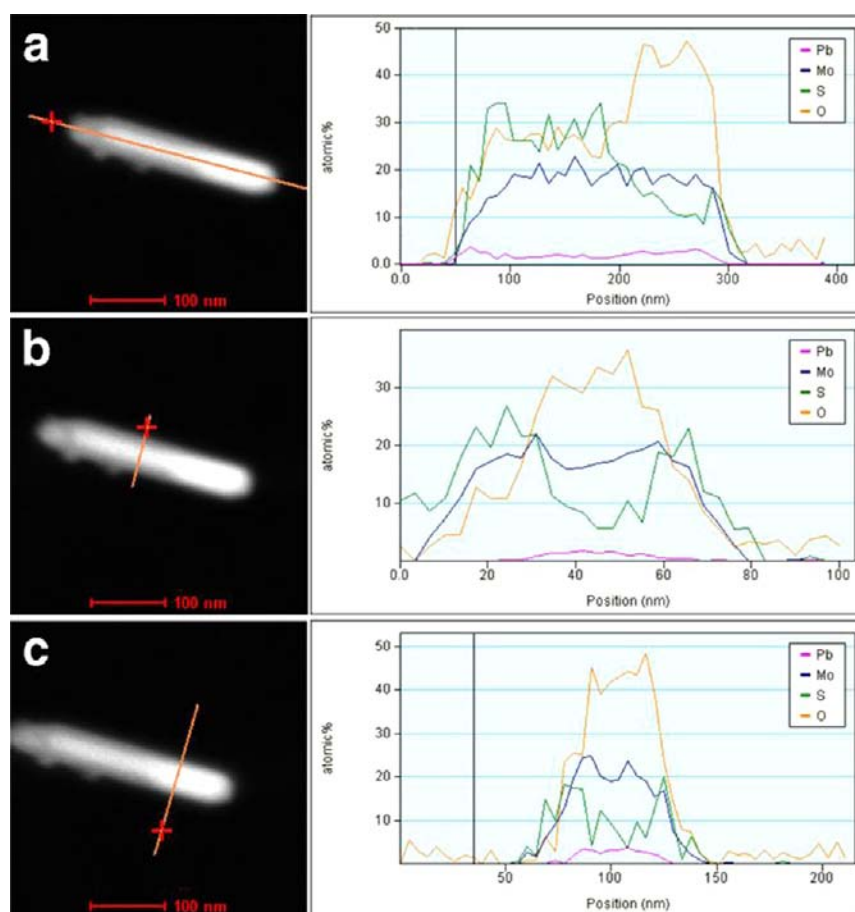 a
100 nm
atomic%
50
40
30
20
10
0.0
0.0 100 200 300 400
Position (nm)
Pb
Mo
S
O
b
100 nm
atomic%
30
20
10
0.0 20 40 60 80 100
Position (nm)
Pb
Mo
S
O
c
100 nm
atomic%
50
40
30
20
10
50 100 150 200
Position (nm)
Pb
Mo
S
O